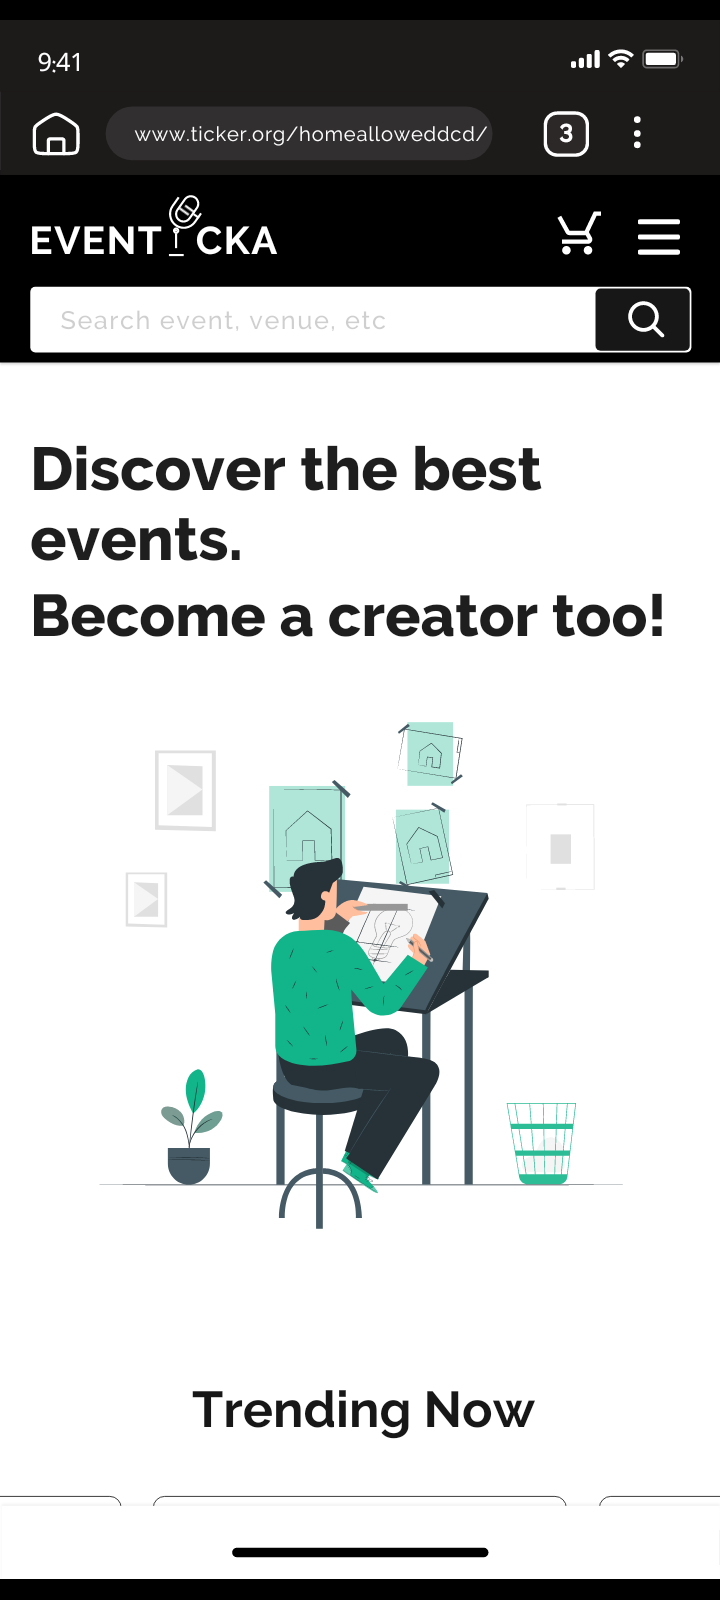 9:41
www.ticker.org/homealloweddcd/
3
EVENTICKA
Search event, venue, etc
Discover the best
events.
Become a creator too!
Trending Now